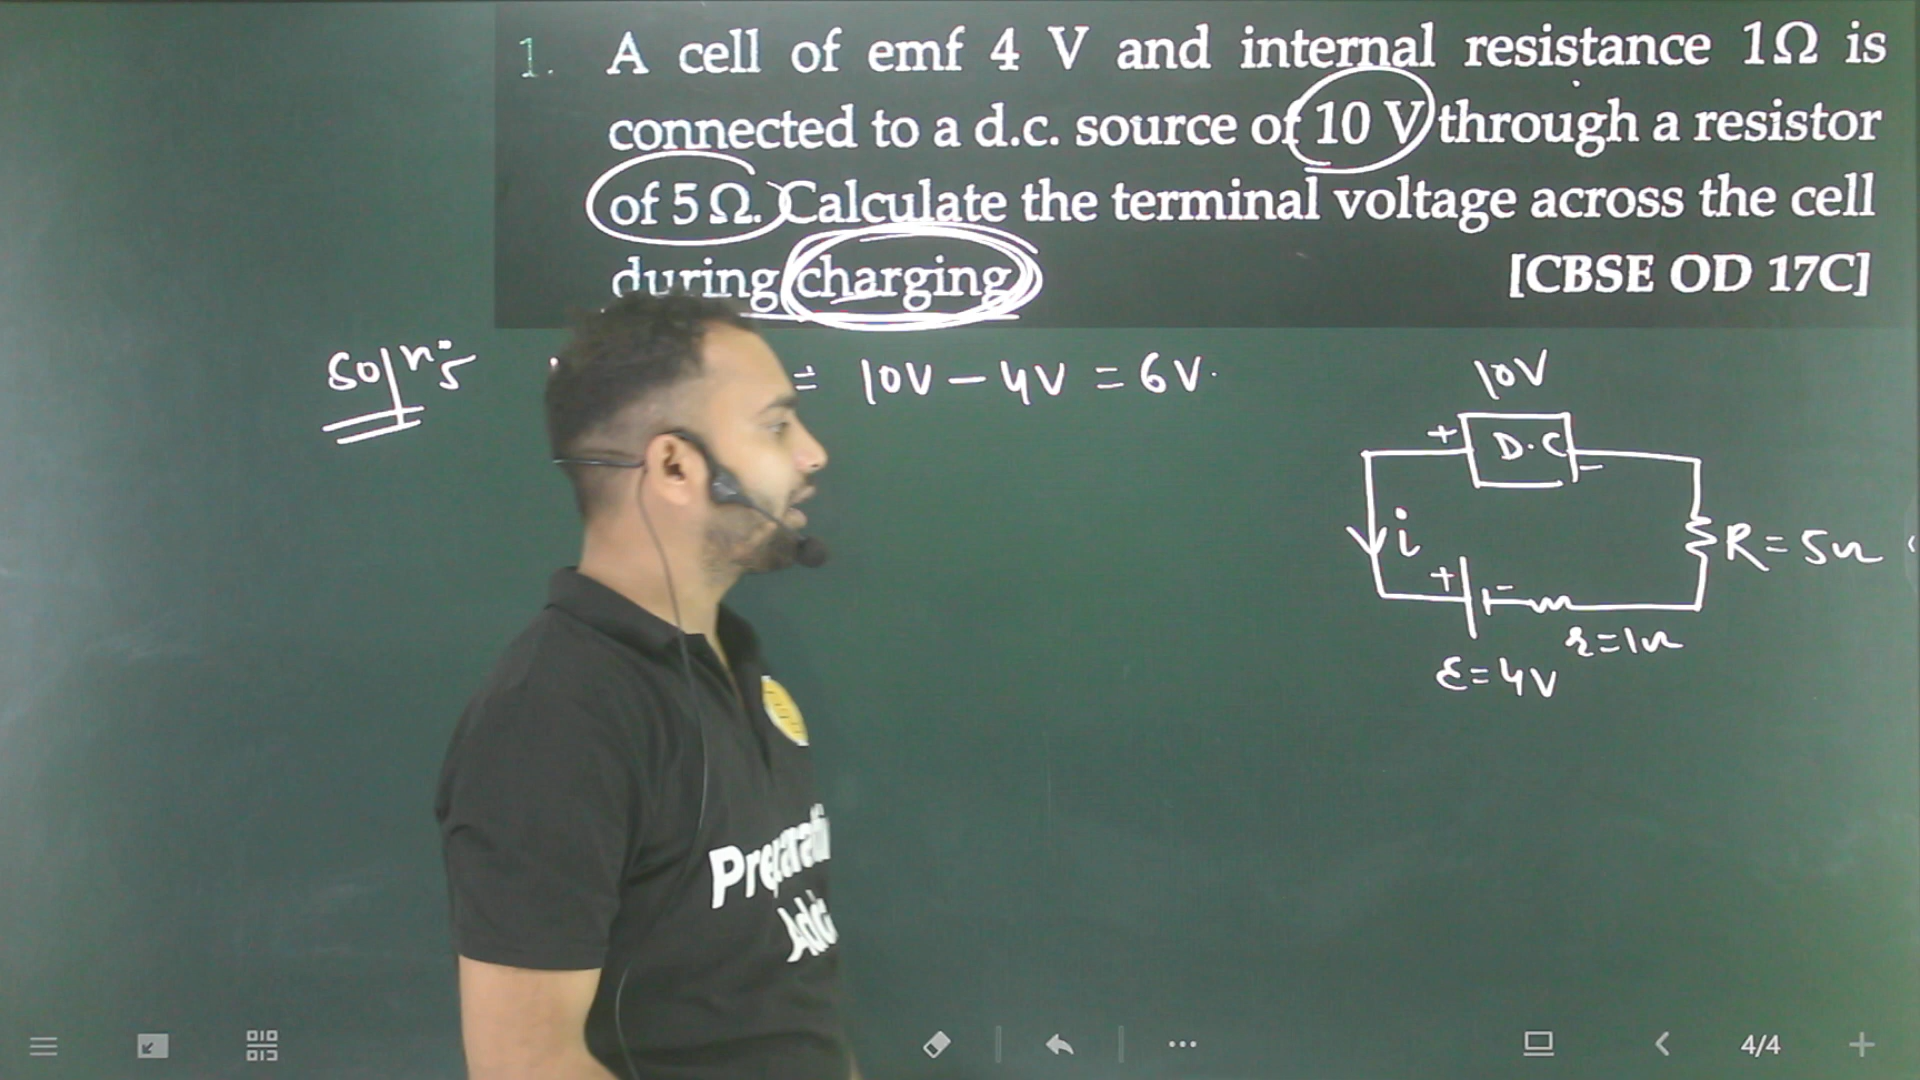 1. A cell of emf 4 V and internal resistance 1Ω is
connected to a d.c. source of 10 V through a resistor
of 5 Ω. Calculate the terminal voltage across the cell
during charging
[CBSE OD 17C]
Soln:-
= 10V - 4V = 6V.
10V
+ D.C -
i
R = 5Ω
+ -
r = 1Ω
ε = 4V
4/4